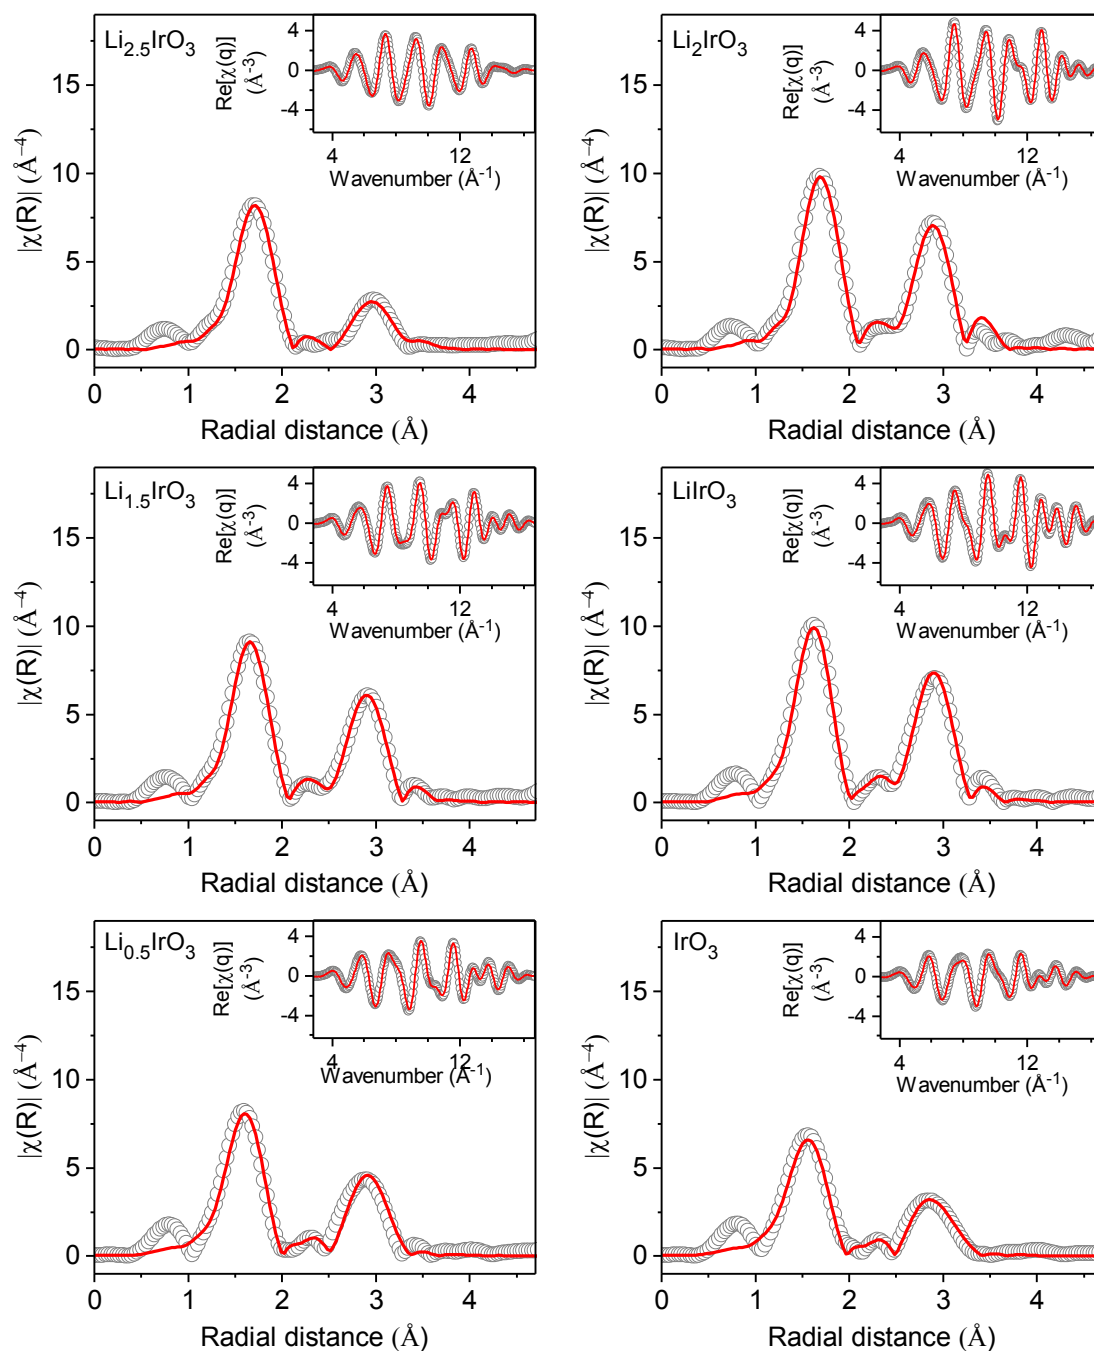 Li2.5IrO3
Re[χ(q)]
(Å-3)
4
0
-4
4
12
Wavenumber (Å-1)
|χ(R)| (Å−4)
15
10
5
0
0
1
2
3
4
Radial distance (Å)
Li2IrO3
Re[χ(q)]
(Å-3)
4
0
-4
4
12
Wavenumber (Å-1)
|χ(R)| (Å−4)
15
10
5
0
0
1
2
3
4
Radial distance (Å)
Li1.5IrO3
Re[χ(q)]
(Å-3)
4
0
-4
4
12
Wavenumber (Å-1)
|χ(R)| (Å−4)
15
10
5
0
0
1
2
3
4
Radial distance (Å)
LiIrO3
Re[χ(q)]
(Å-3)
4
0
-4
4
12
Wavenumber (Å-1)
|χ(R)| (Å−4)
15
10
5
0
0
1
2
3
4
Radial distance (Å)
Li0.5IrO3
Re[χ(q)]
(Å-3)
4
0
-4
4
12
Wavenumber (Å-1)
|χ(R)| (Å−4)
15
10
5
0
0
1
2
3
4
Radial distance (Å)
IrO3
Re[χ(q)]
(Å-3)
4
0
-4
4
12
Wavenumber (Å-1)
|χ(R)| (Å−4)
15
10
5
0
0
1
2
3
4
Radial distance (Å)